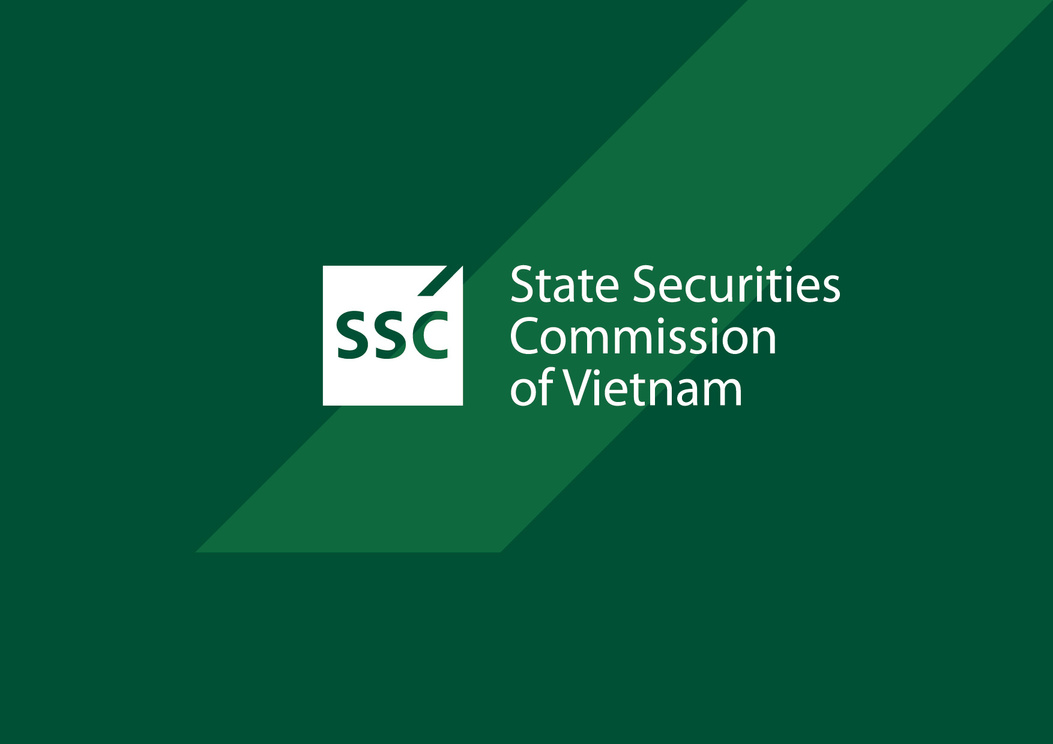 SSC
State Securities
Commission
of Vietnam